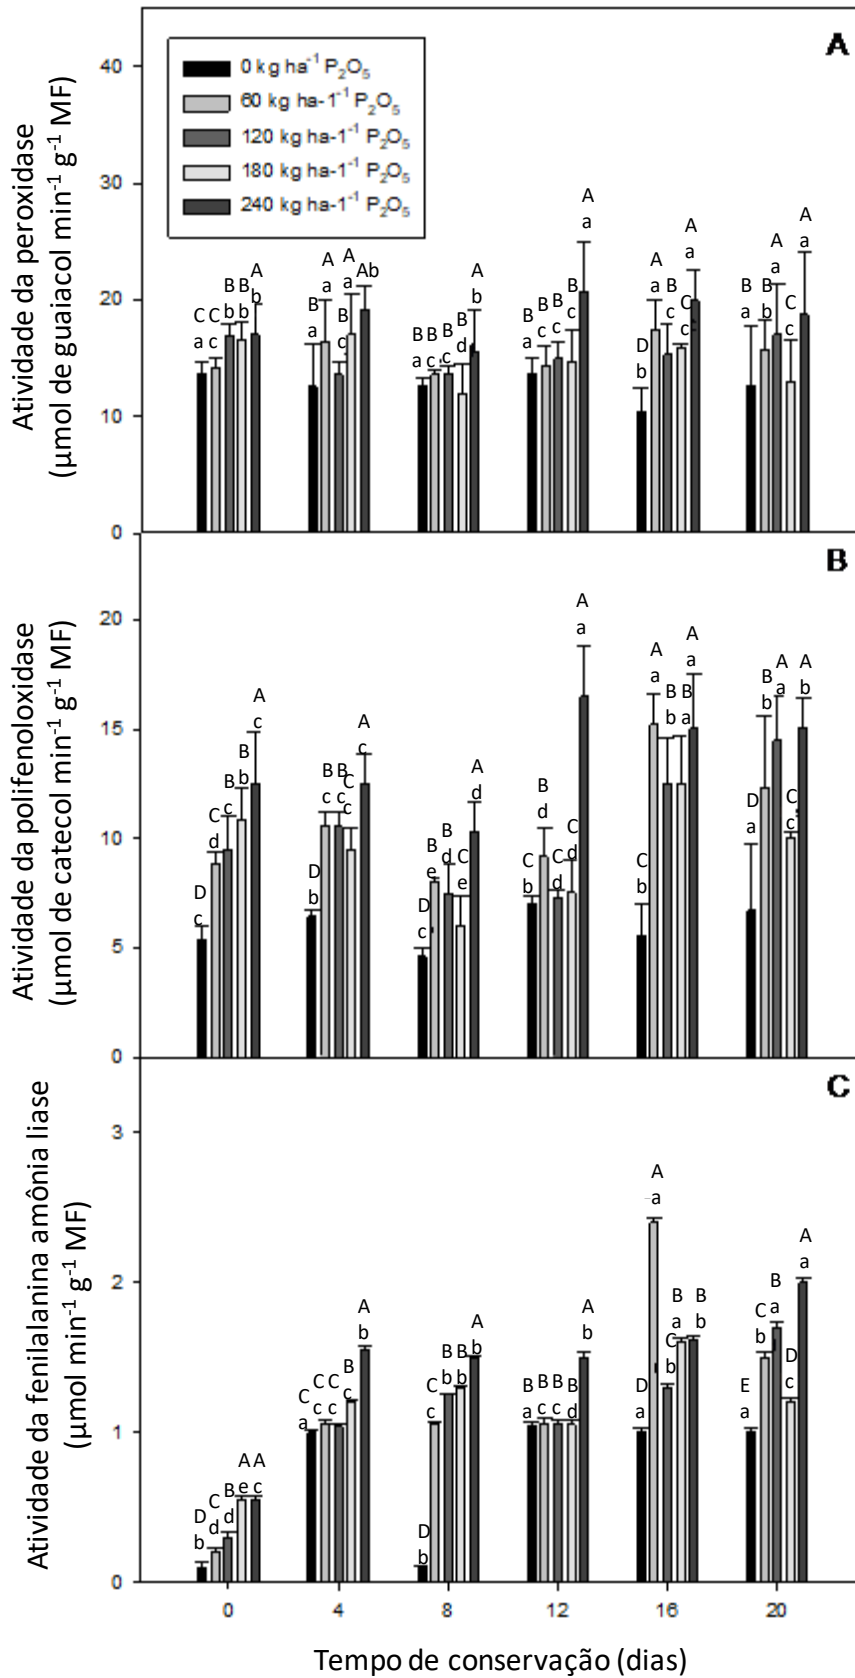 A
Atividade da peroxidase
(µmol de guaiacol min⁻¹ g⁻¹ MF)
40
30
20
10
0
0 kg ha⁻¹ P₂O₅
60 kg ha-1⁻¹ P₂O₅
120 kg ha-1⁻¹ P₂O₅
180 kg ha-1⁻¹ P₂O₅
240 kg ha-1⁻¹ P₂O₅
C C B B A
a c b b b
B A B A Ab
a a c a
B B B B A
a c c d b
B B B B A
a c c c a
D A B C A
b a c c a
B B A C A
a b a c a
B
Atividade da polifenoloxidase
(µmol de catecol min⁻¹ g⁻¹ MF)
20
15
10
5
0
D C B B A
c d c b c
D B B C A
b c c c c
D B B C A
c e d e d
C B C C A
b d d d a
C A B B A
b a b a a
D B A C A
a b a c b
C
Atividade da fenilalanina amônia liase
(µmol min⁻¹ g⁻¹ MF)
3
2
1
0
D C B A A
b d d e c
C C C B A
a c c c b
D C B B A
b c b b b
B B B B A
a c c d b
D A C B B
a a b a b
E C B D A
a b a c a
0 4 8 12 16 20
Tempo de conservação (dias)